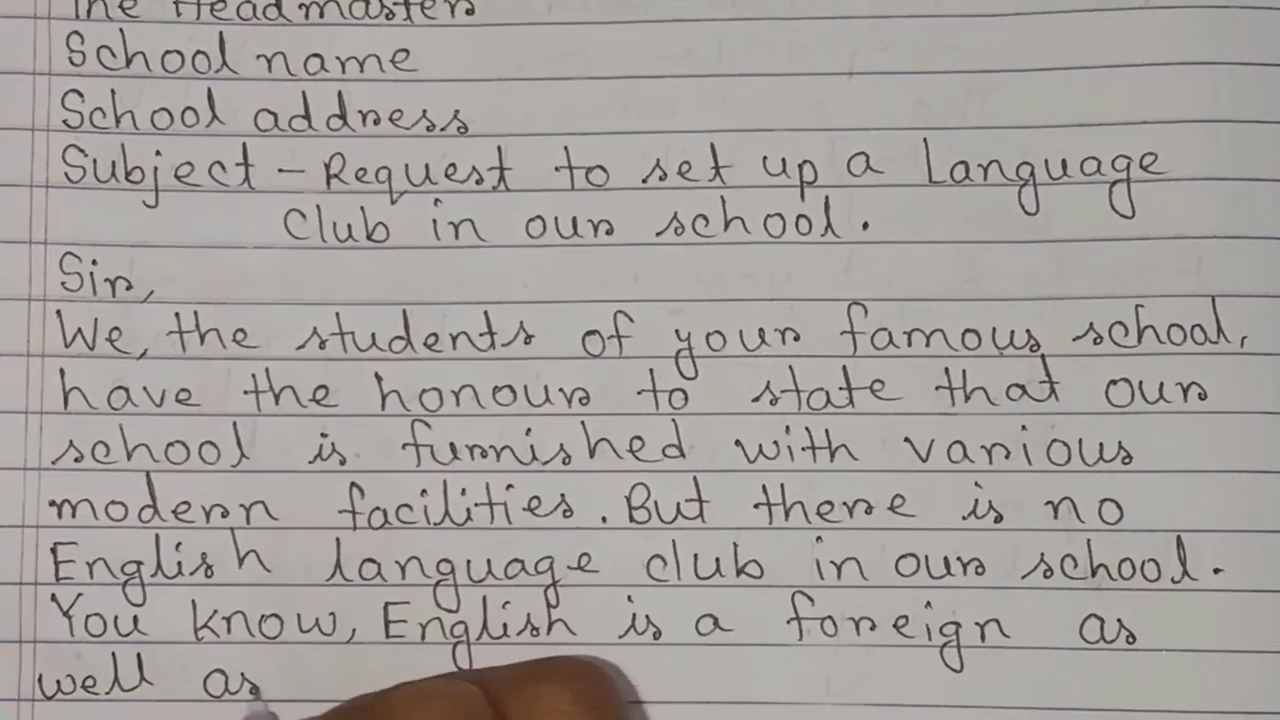 The Headmaster
School name
School address
Subject - Request to set up a Language
Club in our school.
Sir,
We, the students of your famous school,
have the honour to state that our
school is furnished with various
modern facilities. But there is no
English language club in our school.
You know, English is a foreign as
well as